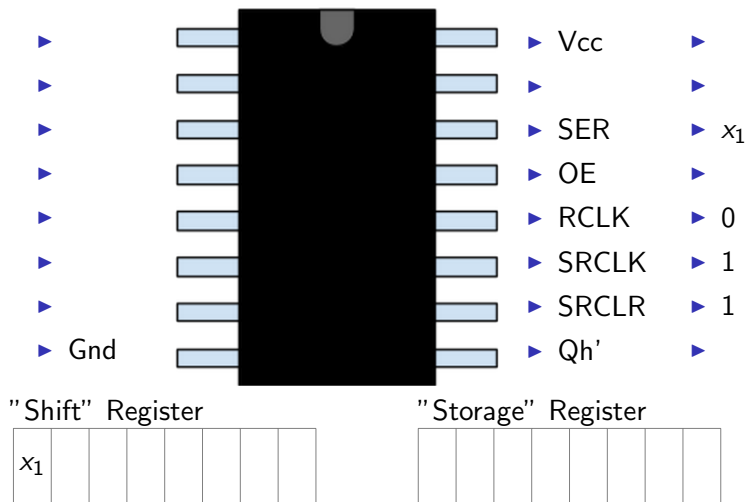 Vcc
SER x₁
OE
RCLK 0
SRCLK 1
SRCLR 1
Gnd Qh'
"Shift" Register "Storage" Register
x₁